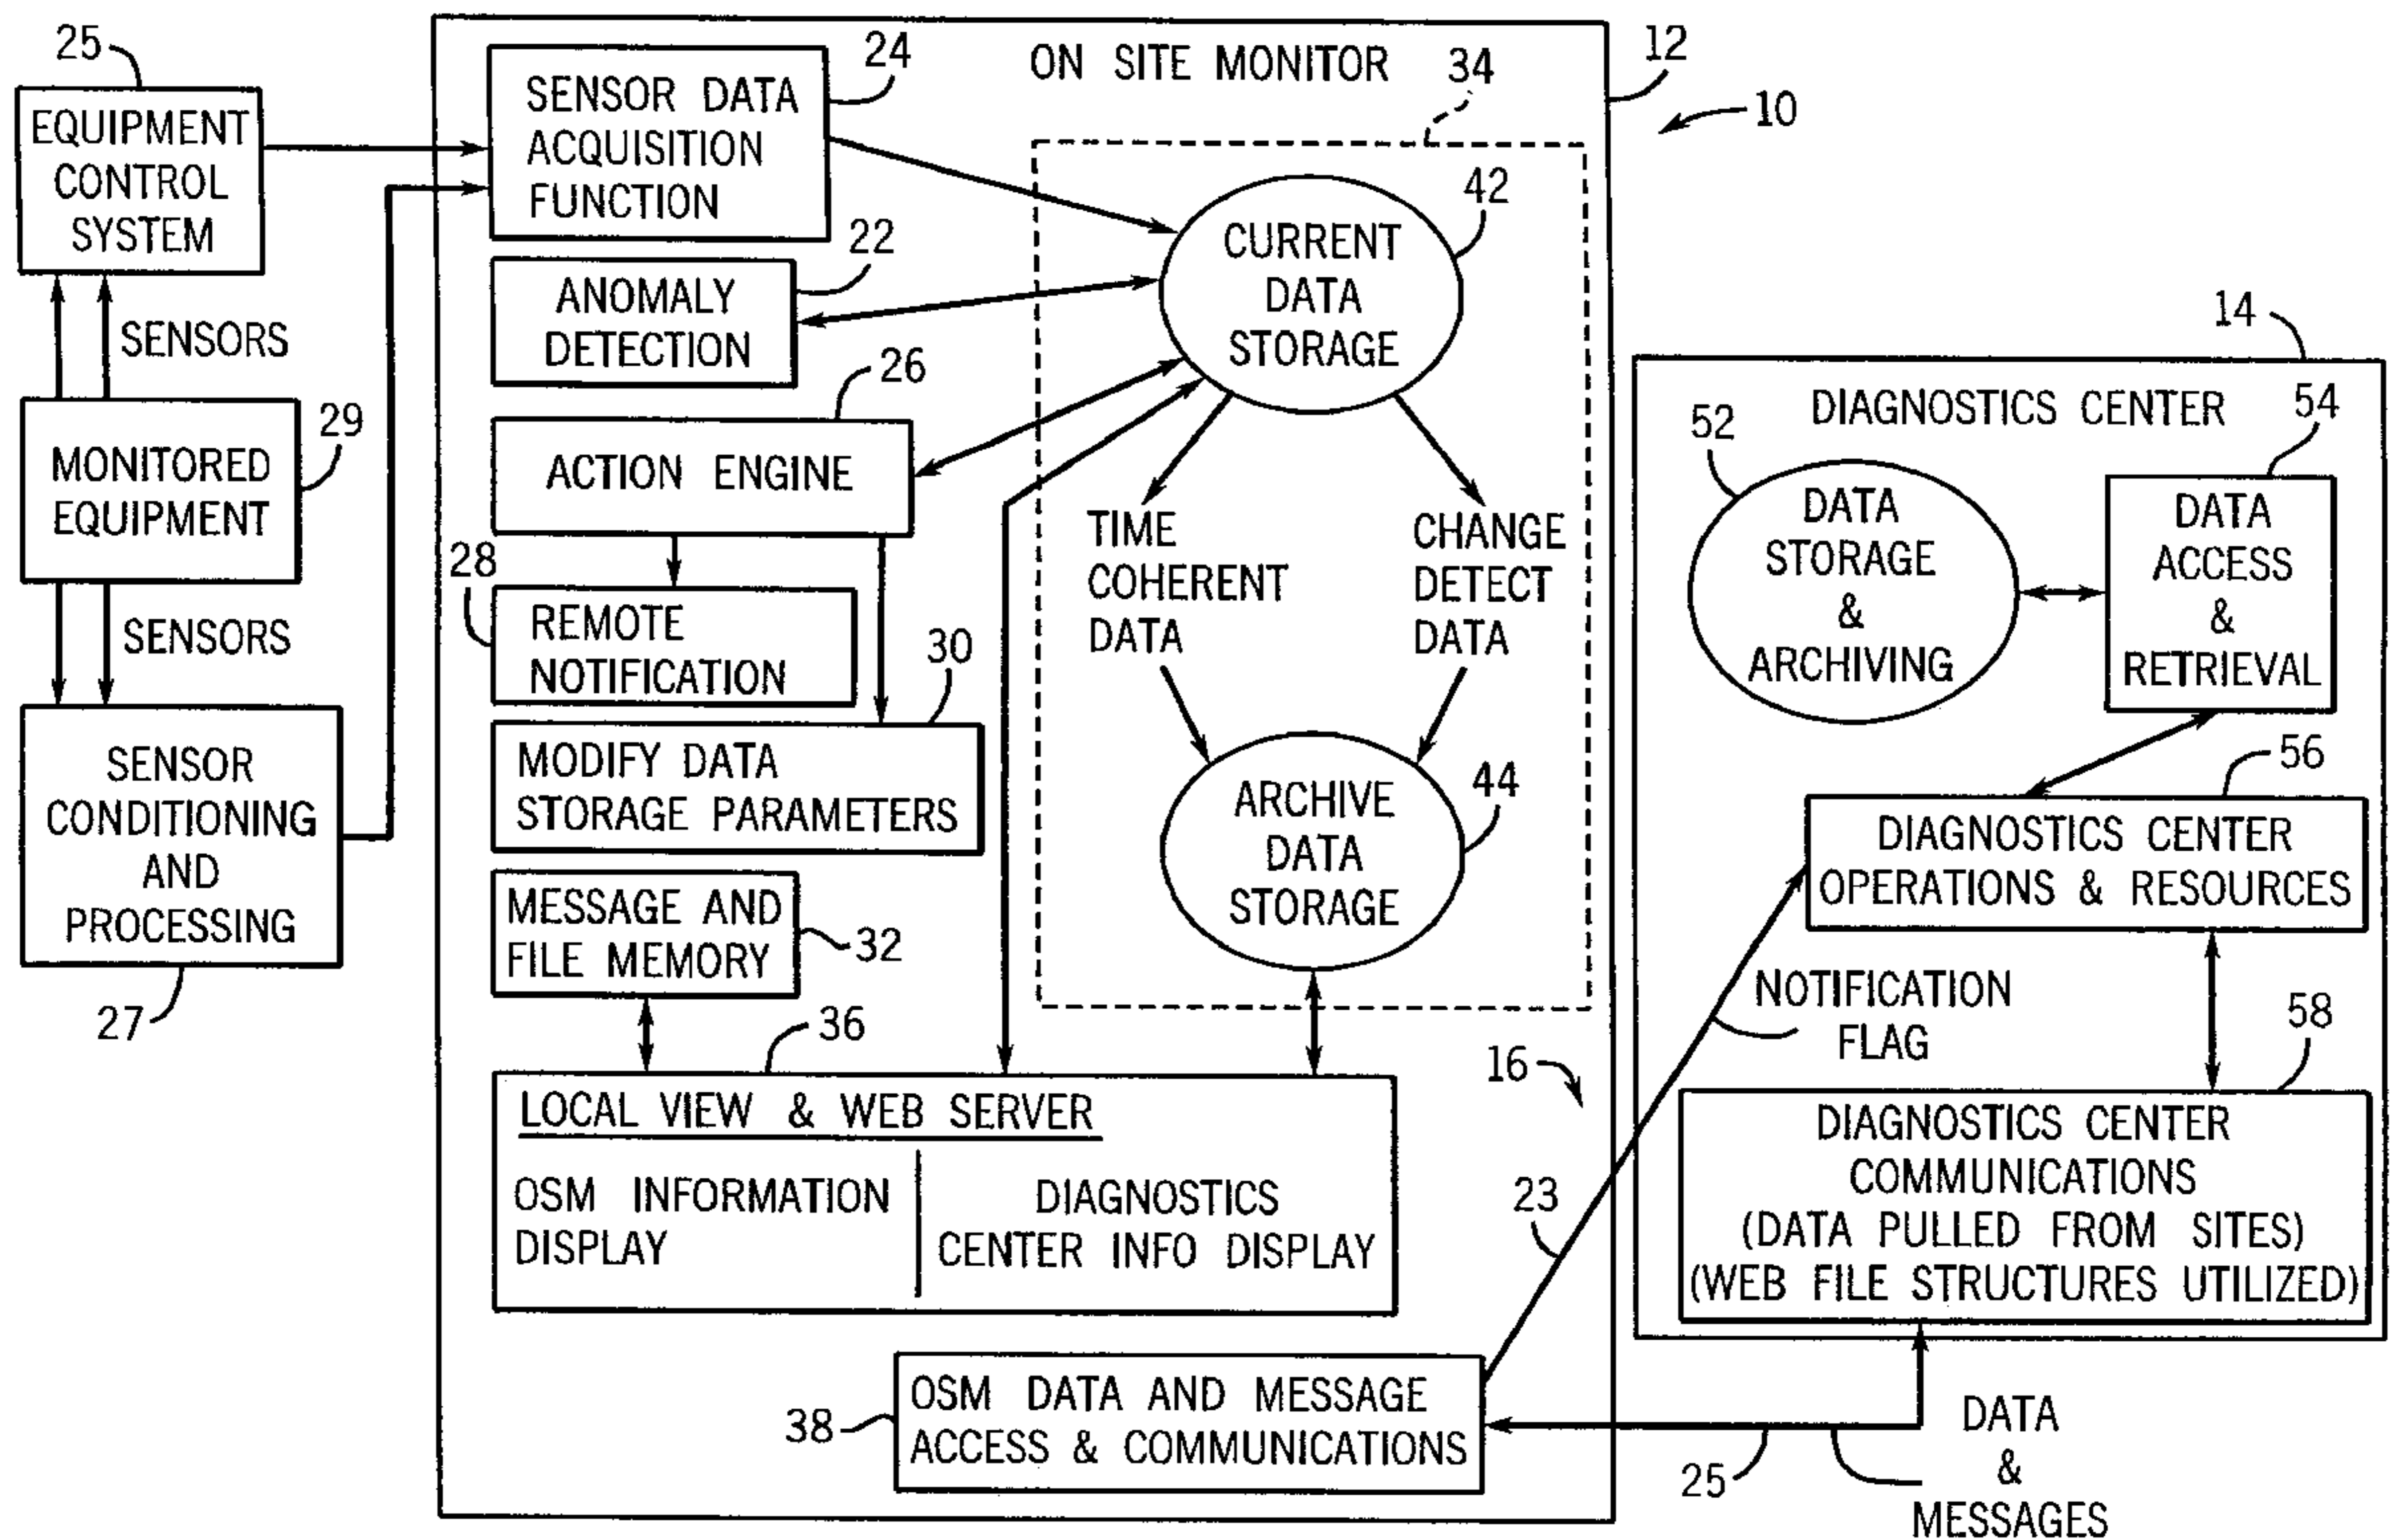 25
EQUIPMENT
CONTROL
SYSTEM
SENSORS
MONITORED
EQUIPMENT
29
SENSORS
SENSOR
CONDITIONING
AND
PROCESSING
27
ON SITE MONITOR
12
10
34
24
SENSOR DATA
ACQUISITION
FUNCTION
22
ANOMALY
DETECTION
26
ACTION ENGINE
28
REMOTE
NOTIFICATION
30
MODIFY DATA
STORAGE PARAMETERS
MESSAGE AND
FILE MEMORY
32
42
CURRENT
DATA
STORAGE
TIME
COHERENT
DATA
CHANGE
DETECT
DATA
44
ARCHIVE
DATA
STORAGE
36
16
LOCAL VIEW & WEB SERVER
OSM INFORMATION
DISPLAY
DIAGNOSTICS
CENTER INFO DISPLAY
38
OSM DATA AND MESSAGE
ACCESS & COMMUNICATIONS
23
14
DIAGNOSTICS CENTER
52
DATA
STORAGE
&
ARCHIVING
54
DATA
ACCESS
&
RETRIEVAL
56
DIAGNOSTICS CENTER
OPERATIONS & RESOURCES
NOTIFICATION
FLAG
58
DIAGNOSTICS CENTER
COMMUNICATIONS
(DATA PULLED FROM SITES)
(WEB FILE STRUCTURES UTILIZED)
25
DATA
&
MESSAGES